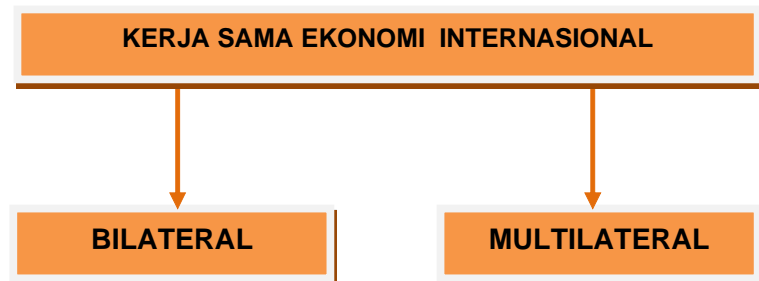 KERJA SAMA EKONOMI INTERNASIONAL
BILATERAL
MULTILATERAL